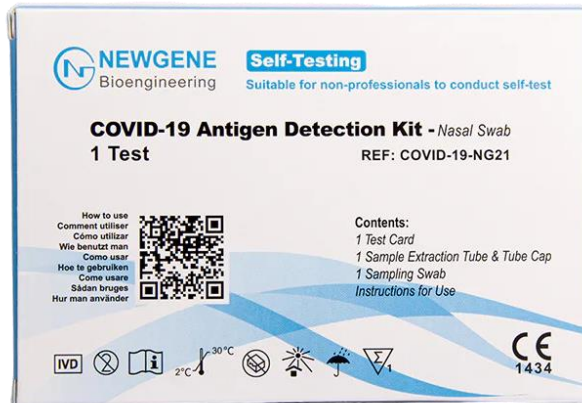 NEWGENE
Bioengineering
Self-Testing
Suitable for non-professionals to conduct self-test
COVID-19 Antigen Detection Kit - Nasal Swab
1 Test
REF: COVID-19-NG21
How to use
Comment utiliser
Cómo utilizar
Wie benutzt man
Como usar
Hoe te gebruiken
Come usare
Sådan bruges
Hur man använder
Contents:
1 Test Card
1 Sample Extraction Tube & Tube Cap
1 Sampling Swab
Instructions for Use
IVD
2
i
2°C
30°C
Σ
1
CE
1434